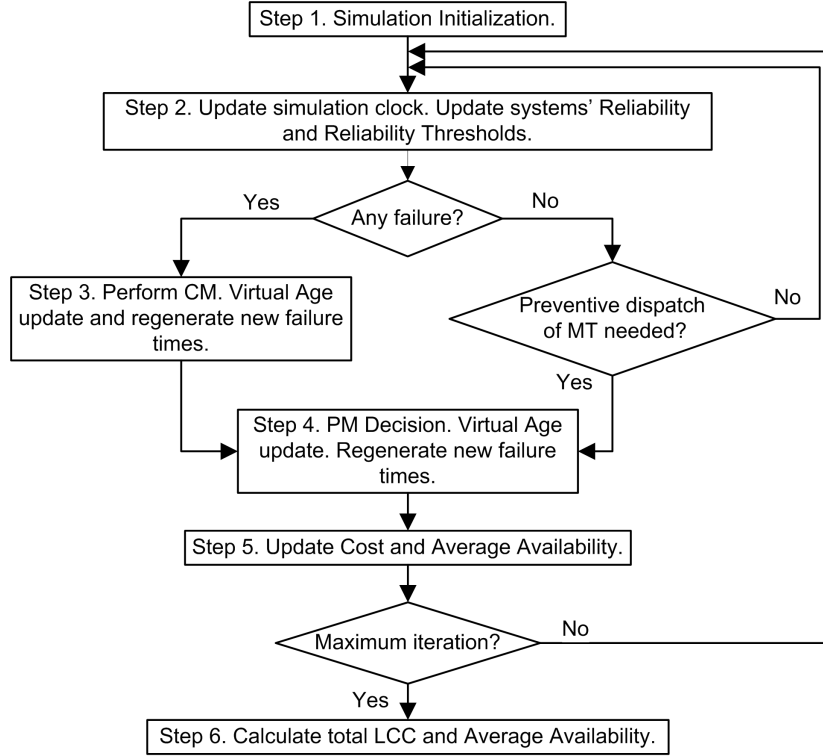 Step 1. Simulation Initialization.
Step 2. Update simulation clock. Update systems' Reliability
and Reliability Thresholds.
Any failure?
Yes
No
Step 3. Perform CM. Virtual Age
update and regenerate new failure
times.
Preventive dispatch
of MT needed?
No
Yes
Step 4. PM Decision. Virtual Age
update. Regenerate new failure
times.
Step 5. Update Cost and Average Availability.
Maximum iteration?
No
Yes
Step 6. Calculate total LCC and Average Availability.